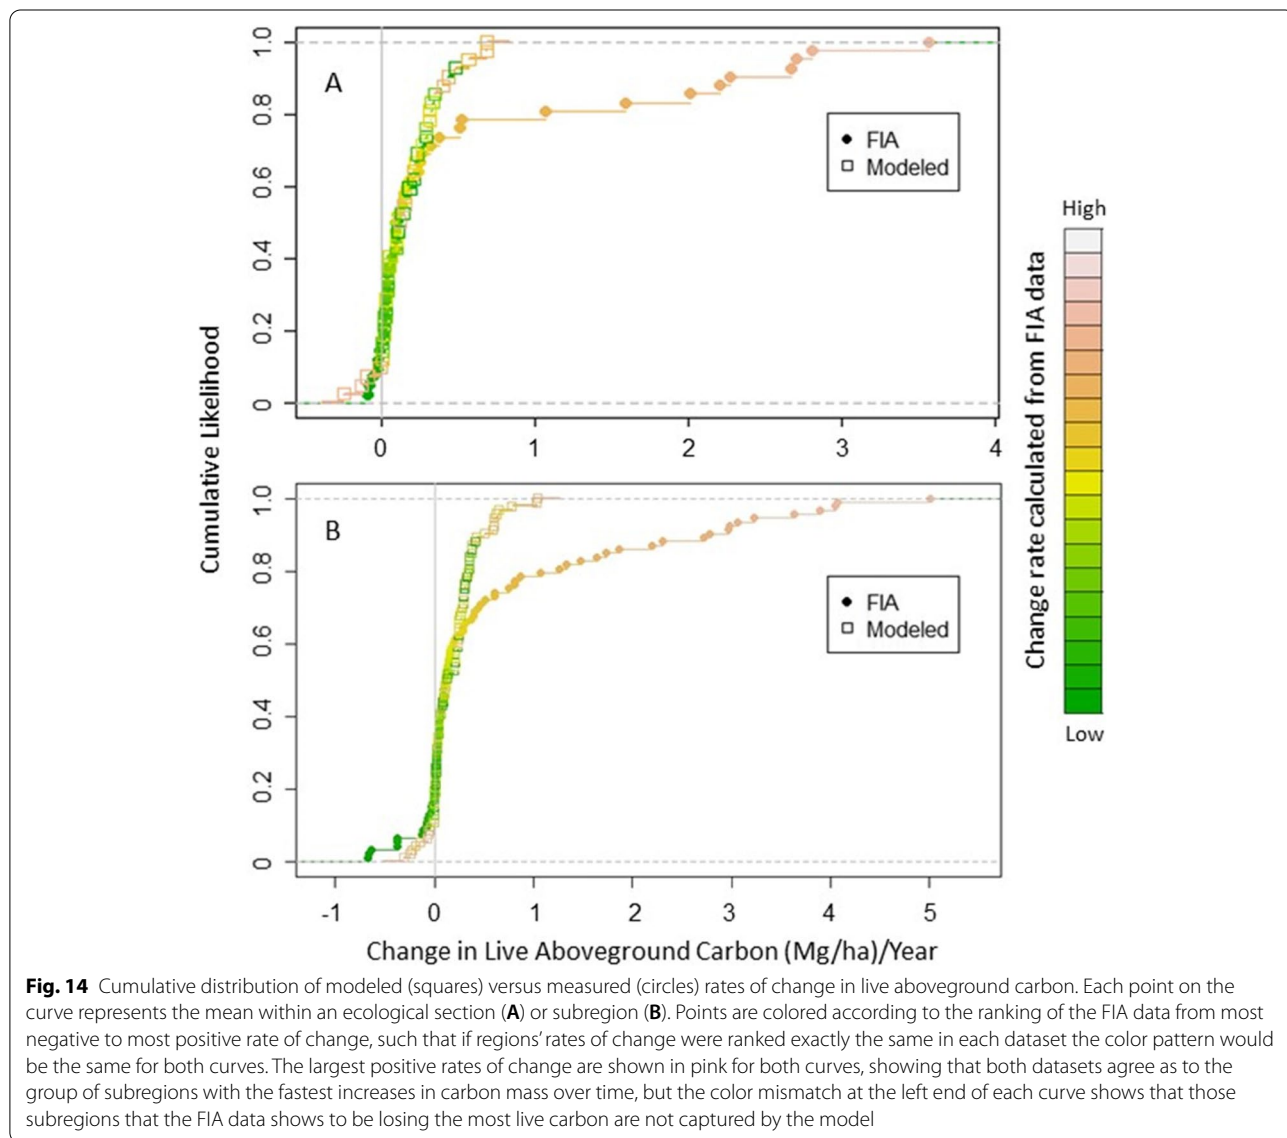 A
FIA
Modeled
1.0
0.8
0.6
0.4
0.2
0
0 1 2 3 4
B
FIA
Modeled
1.0
0.8
0.6
0.4
0.2
0
-1 0 1 2 3 4 5
Cumulative Likelihood
Change in Live Aboveground Carbon (Mg/ha)/Year
High
Change rate calculated from FIA data
Low
Fig. 14 Cumulative distribution of modeled (squares) versus measured (circles) rates of change in live aboveground carbon. Each point on the
curve represents the mean within an ecological section (A) or subregion (B). Points are colored according to the ranking of the FIA data from most
negative to most positive rate of change, such that if regions’ rates of change were ranked exactly the same in each dataset the color pattern would
be the same for both curves. The largest positive rates of change are shown in pink for both curves, showing that both datasets agree as to the
group of subregions with the fastest increases in carbon mass over time, but the color mismatch at the left end of each curve shows that those
subregions that the FIA data shows to be losing the most live carbon are not captured by the model